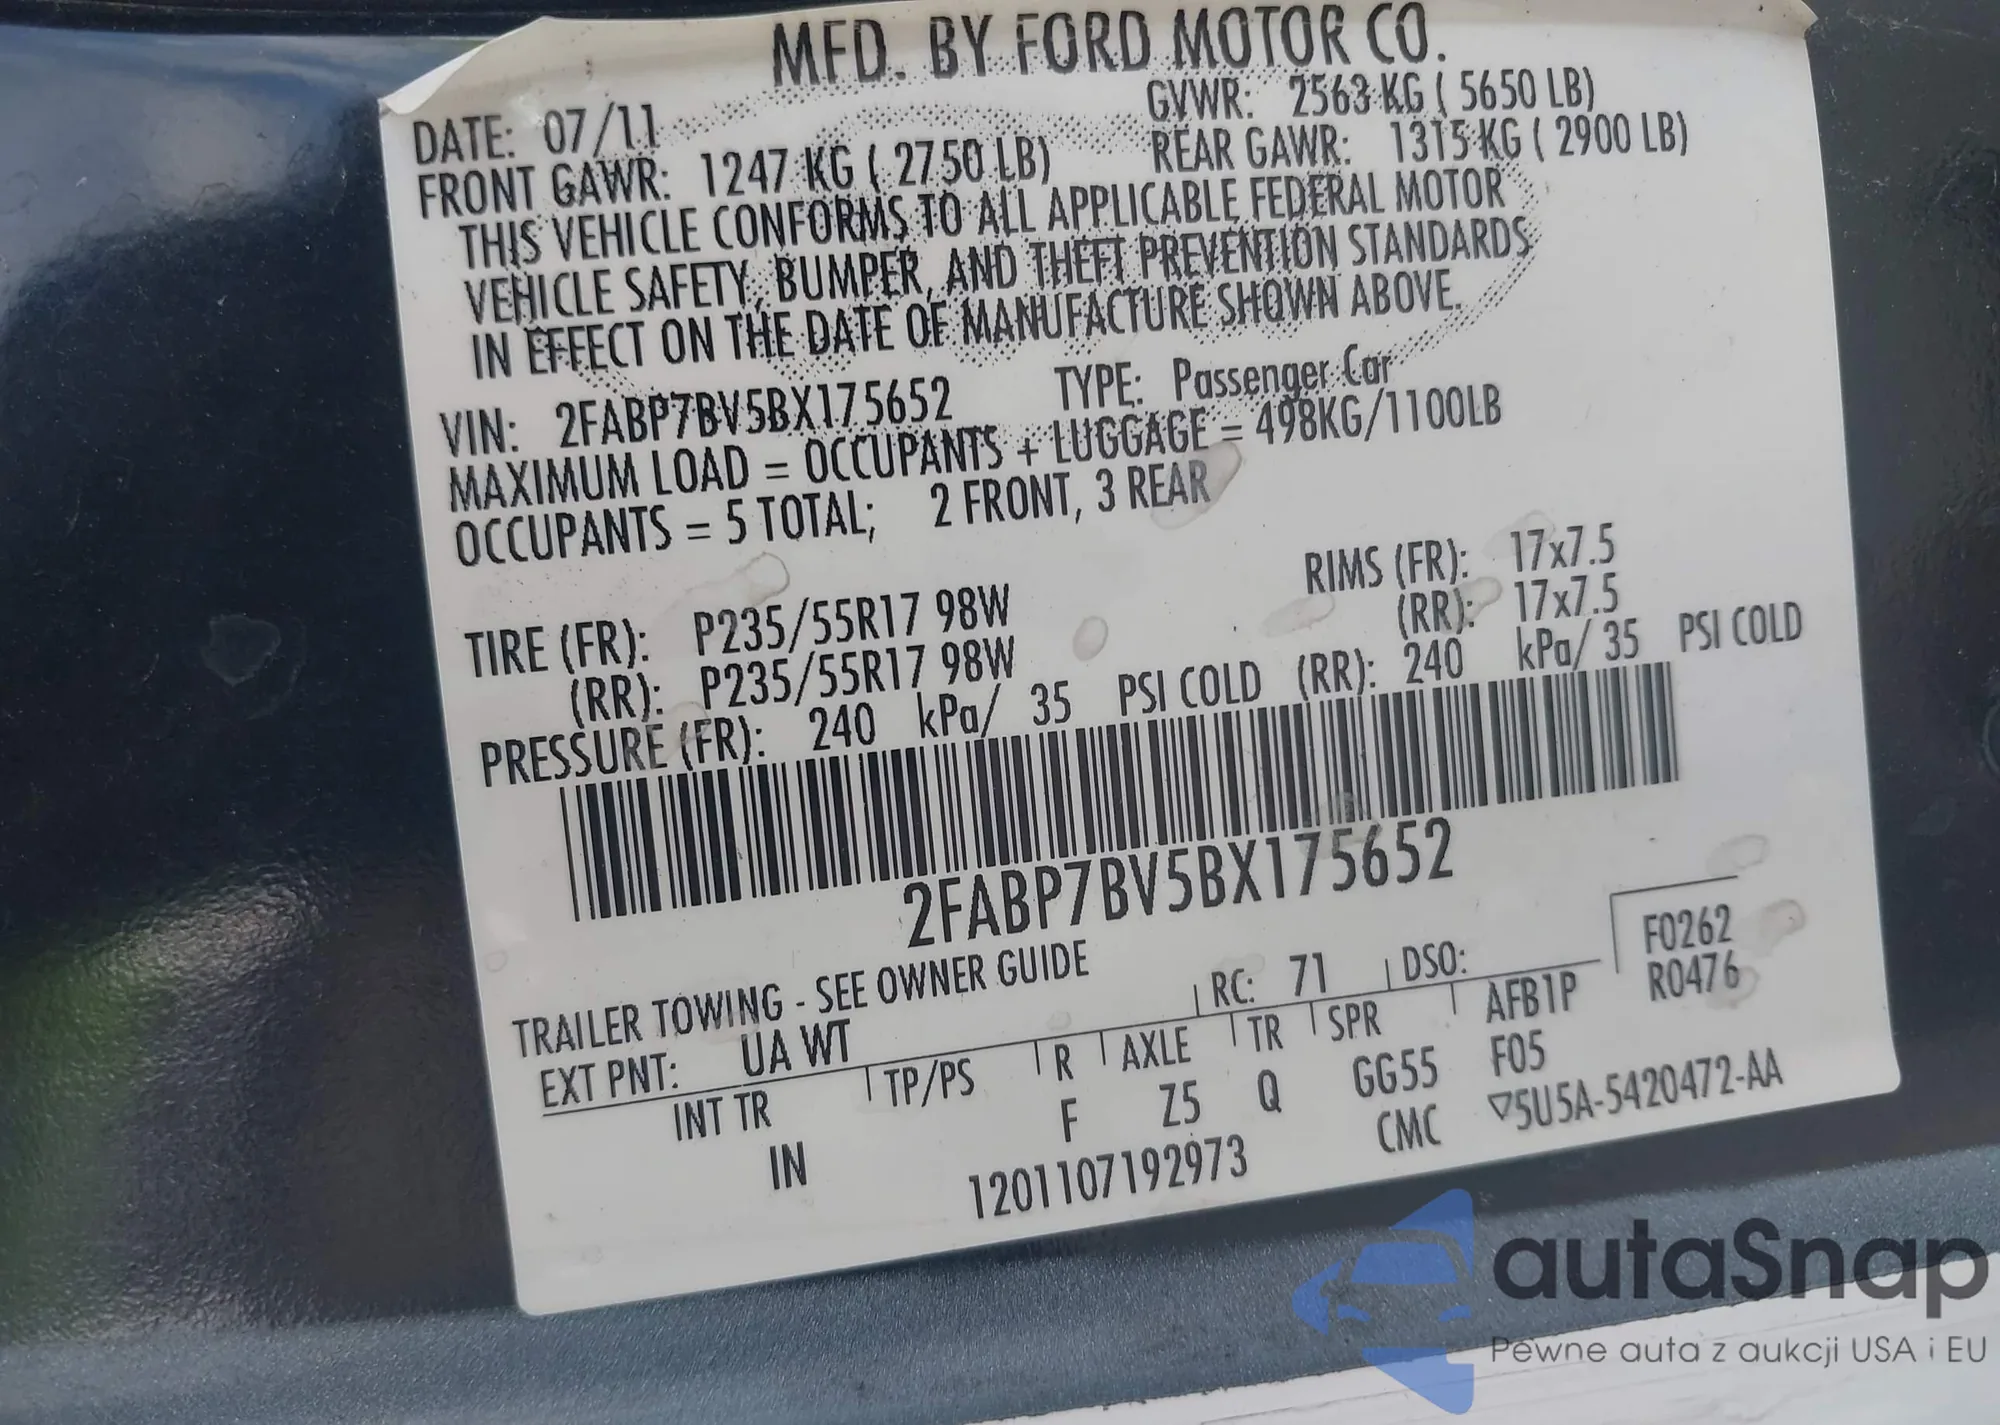 MFD. BY FORD MOTOR CO.
DATE: 07/11 GVWR: 2563 KG ( 5650 LB)
FRONT GAWR: 1247 KG ( 2750 LB) REAR GAWR: 1315 KG ( 2900 LB)
THIS VEHICLE CONFORMS TO ALL APPLICABLE FEDERAL MOTOR
VEHICLE SAFETY, BUMPER, AND THEFT PREVENTION STANDARDS
IN EFFECT ON THE DATE OF MANUFACTURE SHOWN ABOVE.
VIN: 2FABP7BV5BX175652 TYPE: Passenger Car
MAXIMUM LOAD = OCCUPANTS + LUGGAGE = 498KG/1100LB
OCCUPANTS = 5 TOTAL; 2 FRONT, 3 REAR
TIRE (FR): P235/55R17 98W RIMS (FR): 17x7.5
(RR): P235/55R17 98W (RR): 17x7.5
PRESSURE (FR): 240 kPa/ 35 PSI COLD (RR): 240 kPa/ 35 PSI COLD
2FABP7BV5BX175652
TRAILER TOWING - SEE OWNER GUIDE
F0262
EXT PNT: UA WT RC: 71 DSO: R0476
INT TR TP/PS R AXLE TR SPR AFB1P
IN F Z5 Q GG55 F05
1201107192973 CMC ▽5U5A-5420472-AA
autaSnap
Pewne auta z aukcji USA i EU